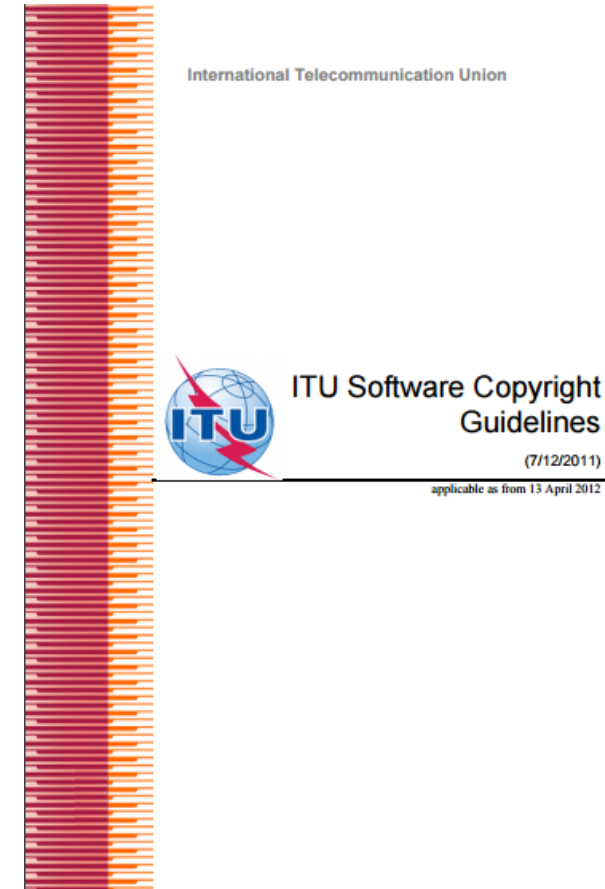 International Telecommunication Union
ITU
ITU Software Copyright
Guidelines
(7/12/2011)
applicable as from 13 April 2012